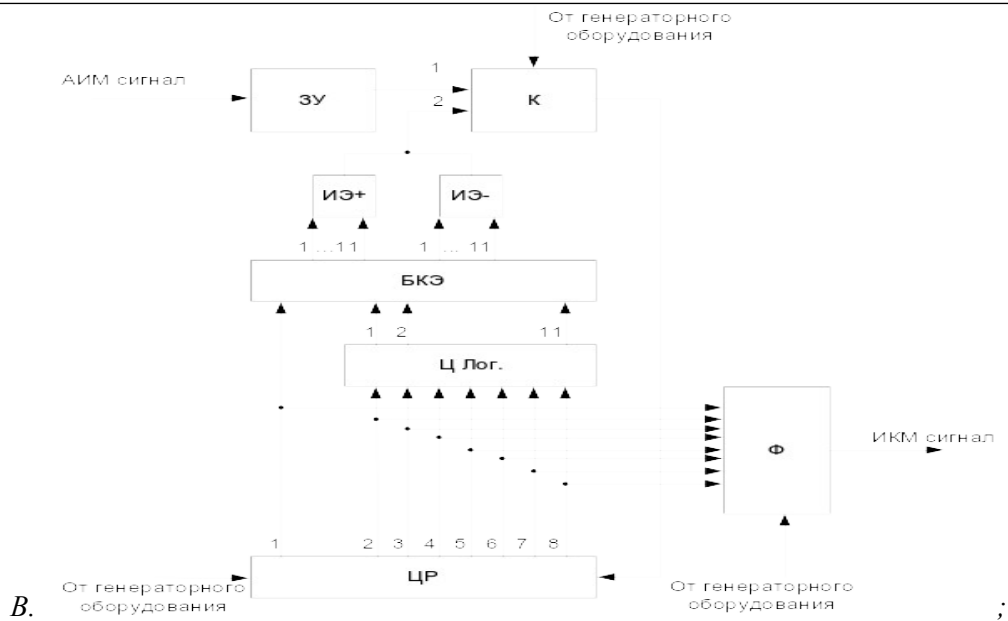 От генераторного
оборудования
АИМ сигнал
1
2
ЗУ
К
ИЭ+
ИЭ-
1 ...11
1 ... 11
БКЭ
1 2 11
Ц Лог.
Ф
ИКМ сигнал
1 2 3 4 5 6 7 8
ЦР
От генераторного
оборудования
От генераторного
оборудования
В. ;